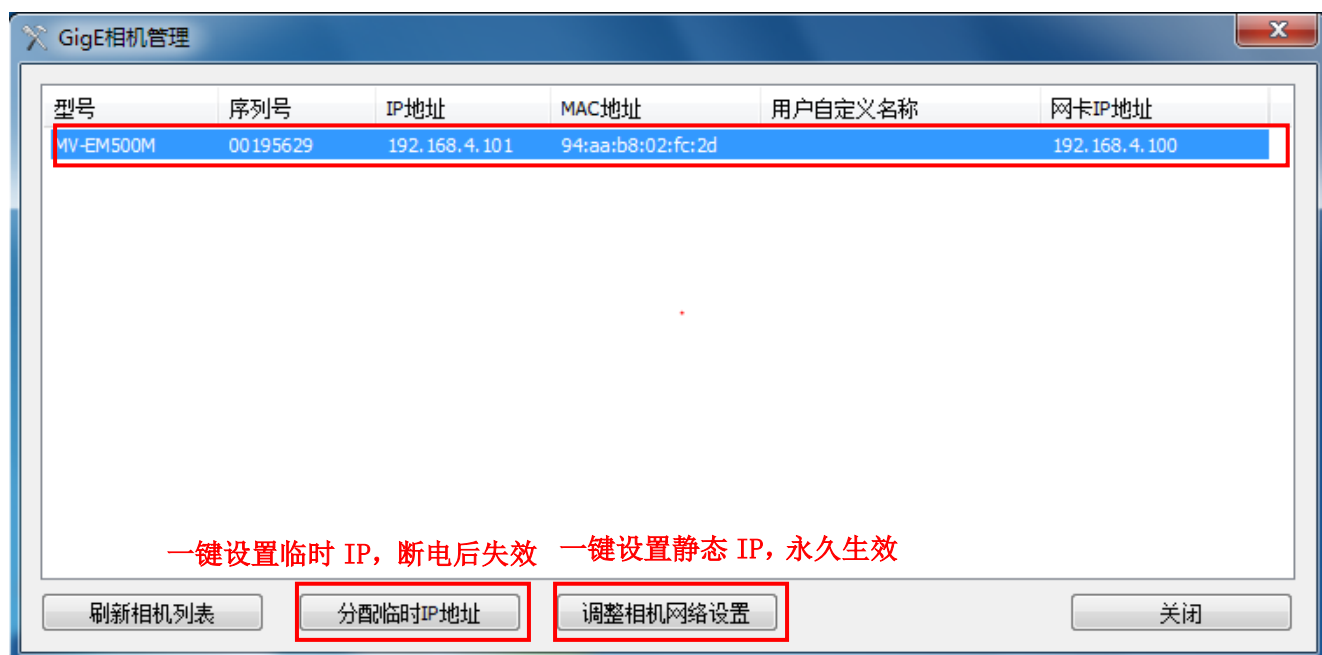 GigE相机管理
型号 序列号 IP地址 MAC地址 用户自定义名称 网卡IP地址
MV-EM500M 00195629 192.168.4.101 94:aa:b8:02:fc:2d 192.168.4.100
一键设置临时 IP，断电后失效 一键设置静态 IP，永久生效
刷新相机列表 分配临时IP地址 调整相机网络设置 关闭